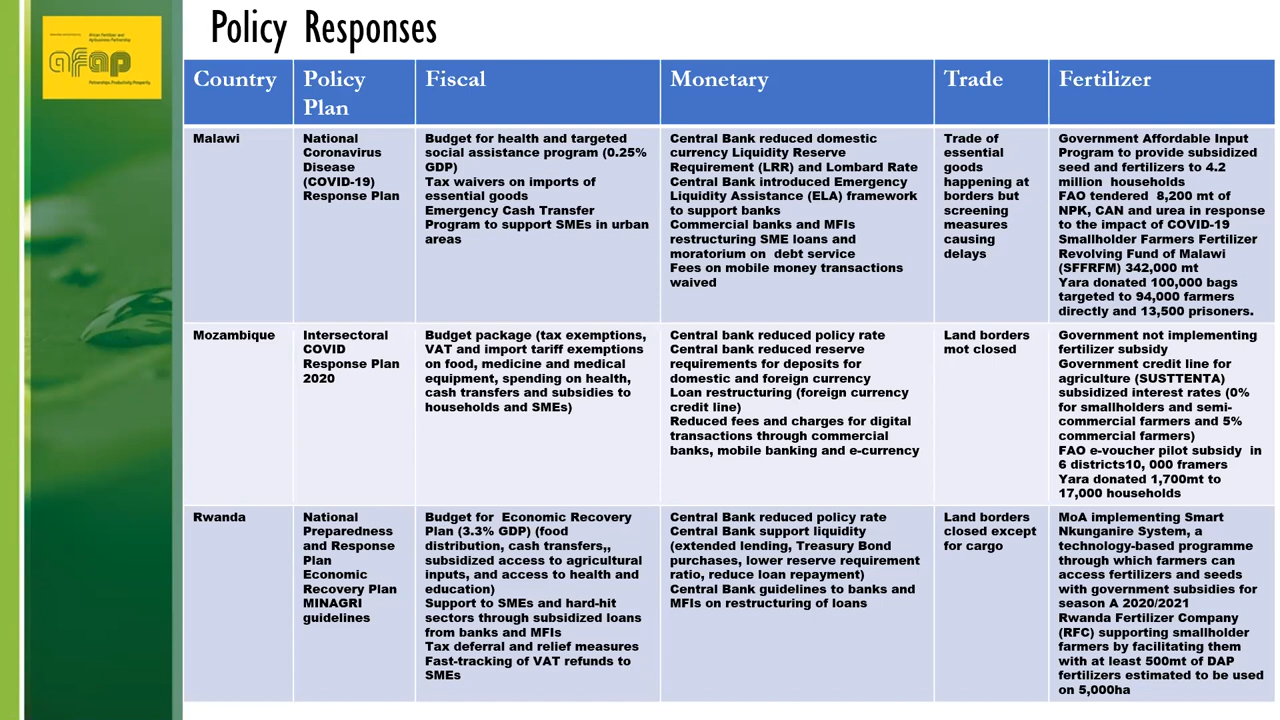 Policy Responses
African Fertilizer and
Agribusiness Partnership
afap
Partnerships.Productivity.Prosperity.
Country
Policy
Plan
Fiscal
Monetary
Trade
Fertilizer
Malawi
National
Coronavirus
Disease
(COVID-19)
Response Plan
Budget for health and targeted
social assistance program (0.25%
GDP)
Tax waivers on imports of
essential goods
Emergency Cash Transfer
Program to support SMEs in urban
areas
Central Bank reduced domestic
currency Liquidity Reserve
Requirement (LRR) and Lombard Rate
Central Bank introduced Emergency
Liquidity Assistance (ELA) framework
to support banks
Commercial banks and MFIs
restructuring SME loans and
moratorium on  debt service
Fees on mobile money transactions
waived
Trade of
essential
goods
happening at
borders but
screening
measures
causing
delays
Government Affordable Input
Program to provide subsidized
seed and fertilizers to 4.2
million  households
FAO tendered  8,200 mt of
NPK, CAN and urea in response
to the impact of COVID-19
Smallholder Farmers Fertilizer
Revolving Fund of Malawi
(SFFRFM) 342,000 mt
Yara donated 100,000 bags
targeted to 94,000 farmers
directly and 13,500 prisoners.
Mozambique
Intersectoral
COVID
Response Plan
2020
Budget package (tax exemptions,
VAT and import tariff exemptions
on food, medicine and medical
equipment, spending on health,
cash transfers and subsidies to
households and SMEs)
Central bank reduced policy rate
Central bank reduced reserve
requirements for deposits for
domestic and foreign currency
Loan restructuring (foreign currency
credit line)
Reduced fees and charges for digital
transactions through commercial
banks, mobile banking and e-currency
Land borders
mot closed
Government not implementing
fertilizer subsidy
Government credit line for
agriculture (SUSTTENTA)
subsidized interest rates (0%
for smallholders and semi-
commercial farmers and 5%
commercial farmers)
FAO e-voucher pilot subsidy  in
6 districts10, 000 framers
Yara donated 1,700mt to
17,000 households
Rwanda
National
Preparedness
and Response
Plan
Economic
Recovery Plan
MINAGRI
guidelines
Budget for  Economic Recovery
Plan (3.3% GDP) (food
distribution, cash transfers,,
subsidized access to agricultural
inputs, and access to health and
education)
Support to SMEs and hard-hit
sectors through subsidized loans
from banks and MFIs
Tax deferral and relief measures
Fast-tracking of VAT refunds to
SMEs
Central Bank reduced policy rate
Central Bank support liquidity
(extended lending, Treasury Bond
purchases, lower reserve requirement
ratio, reduce loan repayment)
Central Bank guidelines to banks and
MFIs on restructuring of loans
Land borders
closed except
for cargo
MoA implementing Smart
Nkunganire System, a
technology-based programme
through which farmers can
access fertilizers and seeds
with government subsidies for
season A 2020/2021
Rwanda Fertilizer Company
(RFC) supporting smallholder
farmers by facilitating them
with at least 500mt of DAP
fertilizers estimated to be used
on 5,000ha